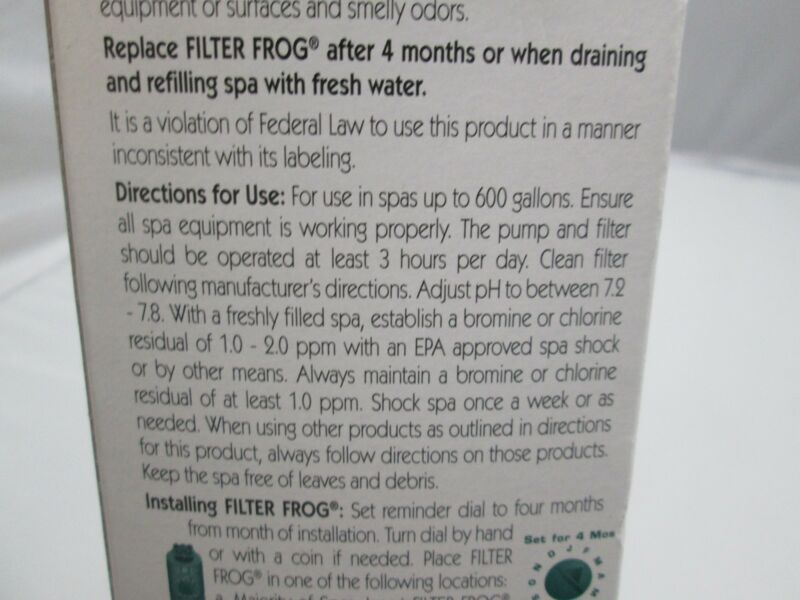 equipment or surfaces and smelly odors.
Replace FILTER FROG® after 4 months or when draining
and refilling spa with fresh water.
It is a violation of Federal Law to use this product in a manner
inconsistent with its labeling.
Directions for Use: For use in spas up to 600 gallons. Ensure
all spa equipment is working properly. The pump and filter
should be operated at least 3 hours per day. Clean filter
following manufacturer's directions. Adjust pH to between 7.2
- 7.8. With a freshly filled spa, establish a bromine or chlorine
residual of 1.0 - 2.0 ppm with an EPA approved spa shock
or by other means. Always maintain a bromine or chlorine
residual of at least 1.0 ppm. Shock spa once a week or as
needed. When using other products as outlined in directions
for this product, always follow directions on those products.
Keep the spa free of leaves and debris.
Installing FILTER FROG®: Set reminder dial to four months
from month of installation. Turn dial by hand
or with a coin if needed. Place FILTER
FROG® in one of the following locations:
Set for 4 Mos
S O N D J F M A M